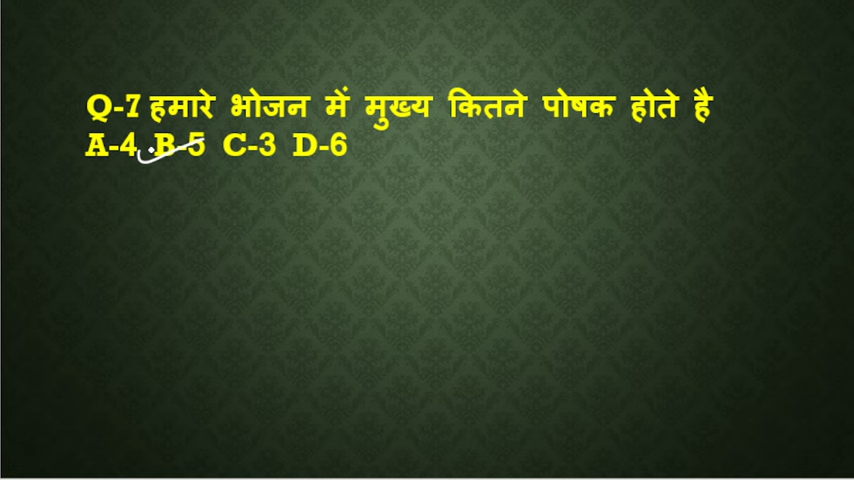 Q-7 हमारे भोजन में मुख्य कितने पोषक होते है
A-4 B-5 C-3 D-6